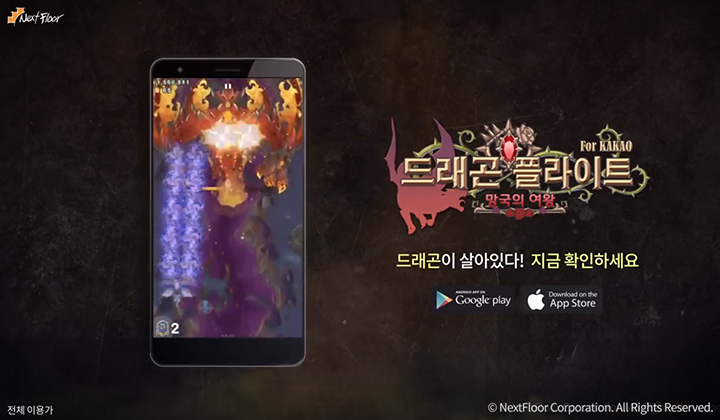 NextFloor
For KAKAO
드래곤 플라이트
망국의 여왕
드래곤이 살아있다! 지금 확인하세요
ANDROID APP ON
Google play
Download on the
App Store
2
전체 이용가
© NextFloor Corporation. All Rights Reserved.